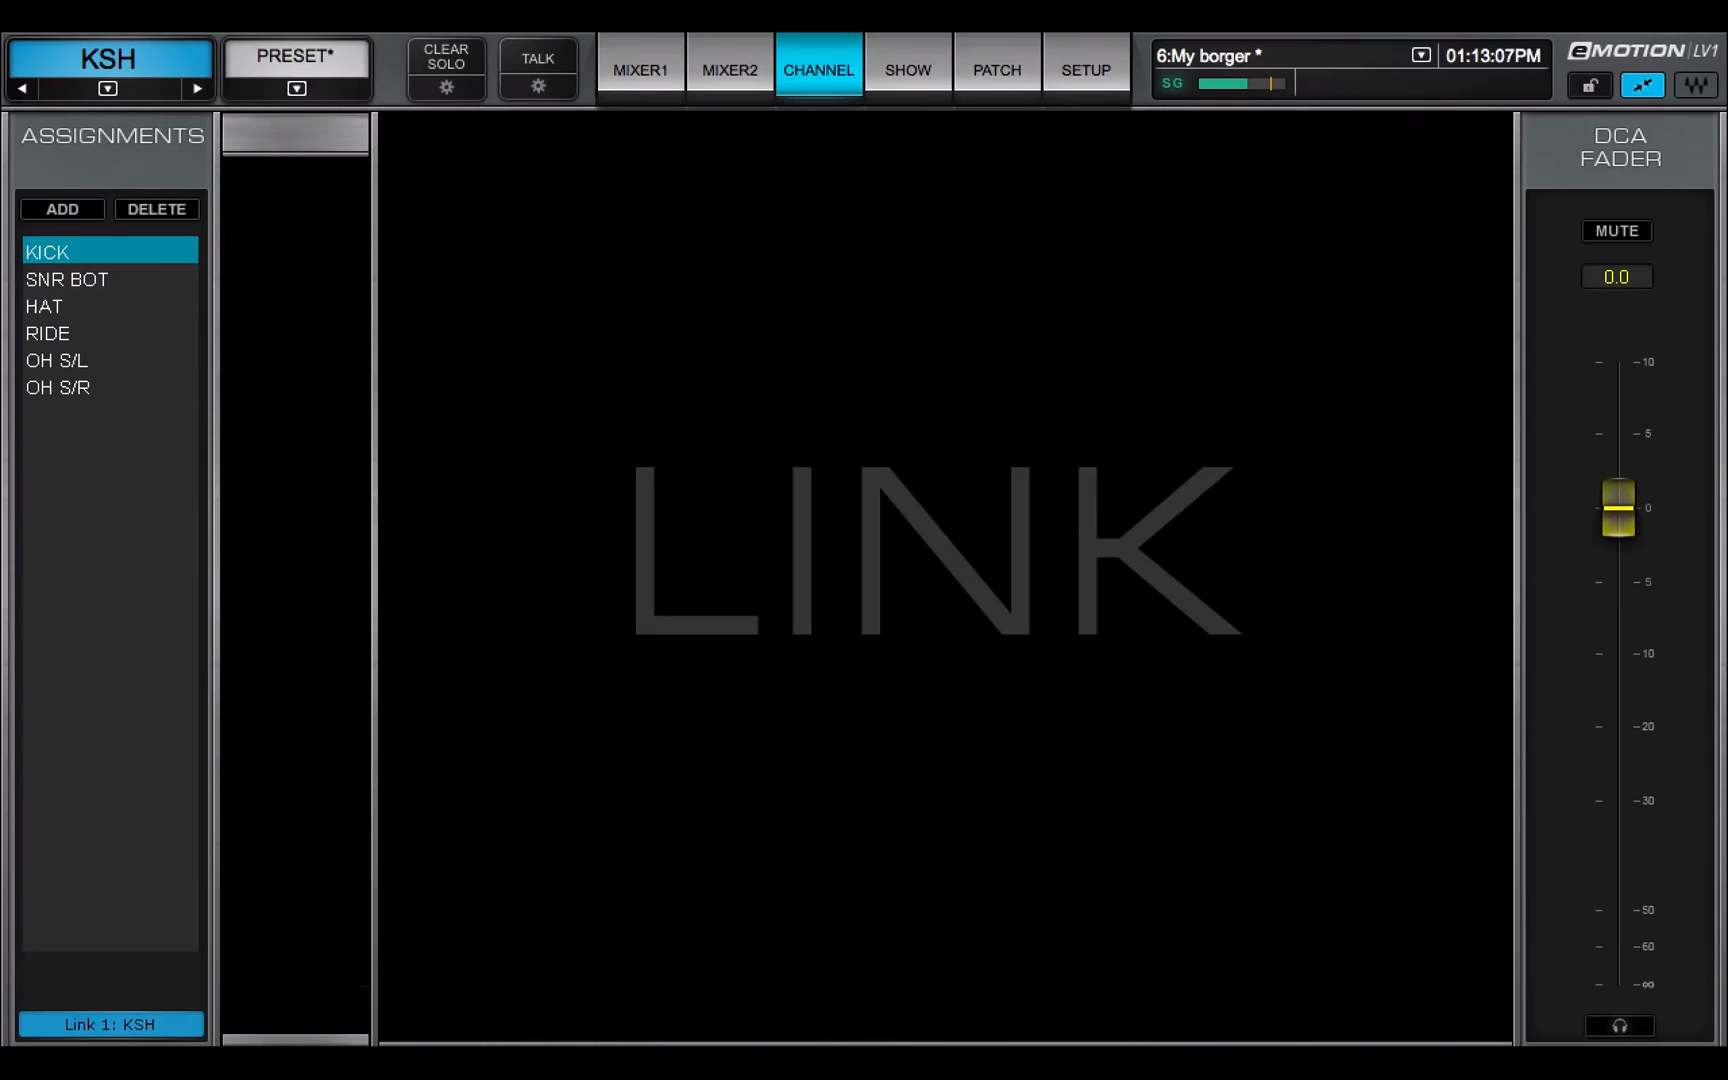 KSH
PRESET*
CLEAR
SOLO
TALK
MIXER1
MIXER2
CHANNEL
SHOW
PATCH
SETUP
6:My borger *
01:13:07PM
SG
eMOTION | LV1
ASSIGNMENTS
ADD
DELETE
KICK
SNR BOT
HAT
RIDE
OH S/L
OH S/R
Link 1: KSH
LINK
DCA
FADER
MUTE
0.0
10
5
0
5
10
20
30
50
60
∞